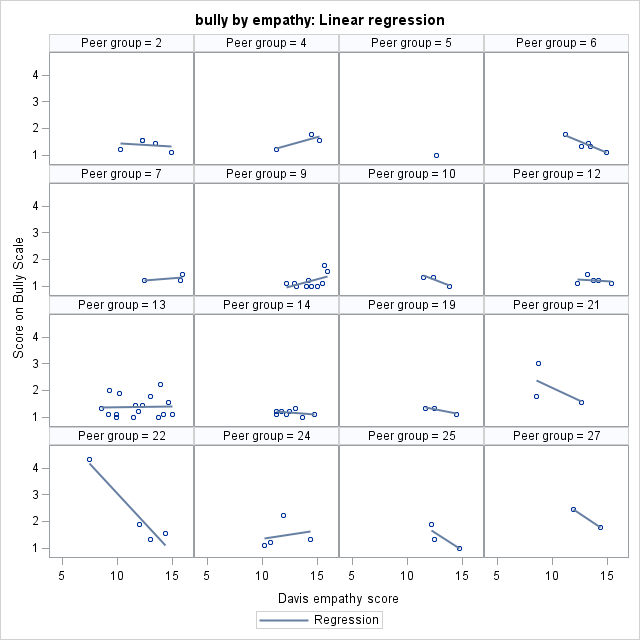 bully by empathy: Linear regression
Peer group = 2 Peer group = 4 Peer group = 5 Peer group = 6
4
3
2
1
Peer group = 7 Peer group = 9 Peer group = 10 Peer group = 12
4
3
2
1
Score on Bully Scale
Peer group = 13 Peer group = 14 Peer group = 19 Peer group = 21
4
3
2
1
Peer group = 22 Peer group = 24 Peer group = 25 Peer group = 27
4
3
2
1
5 10 15 5 10 15 5 10 15 5 10 15
Davis empathy score
Regression